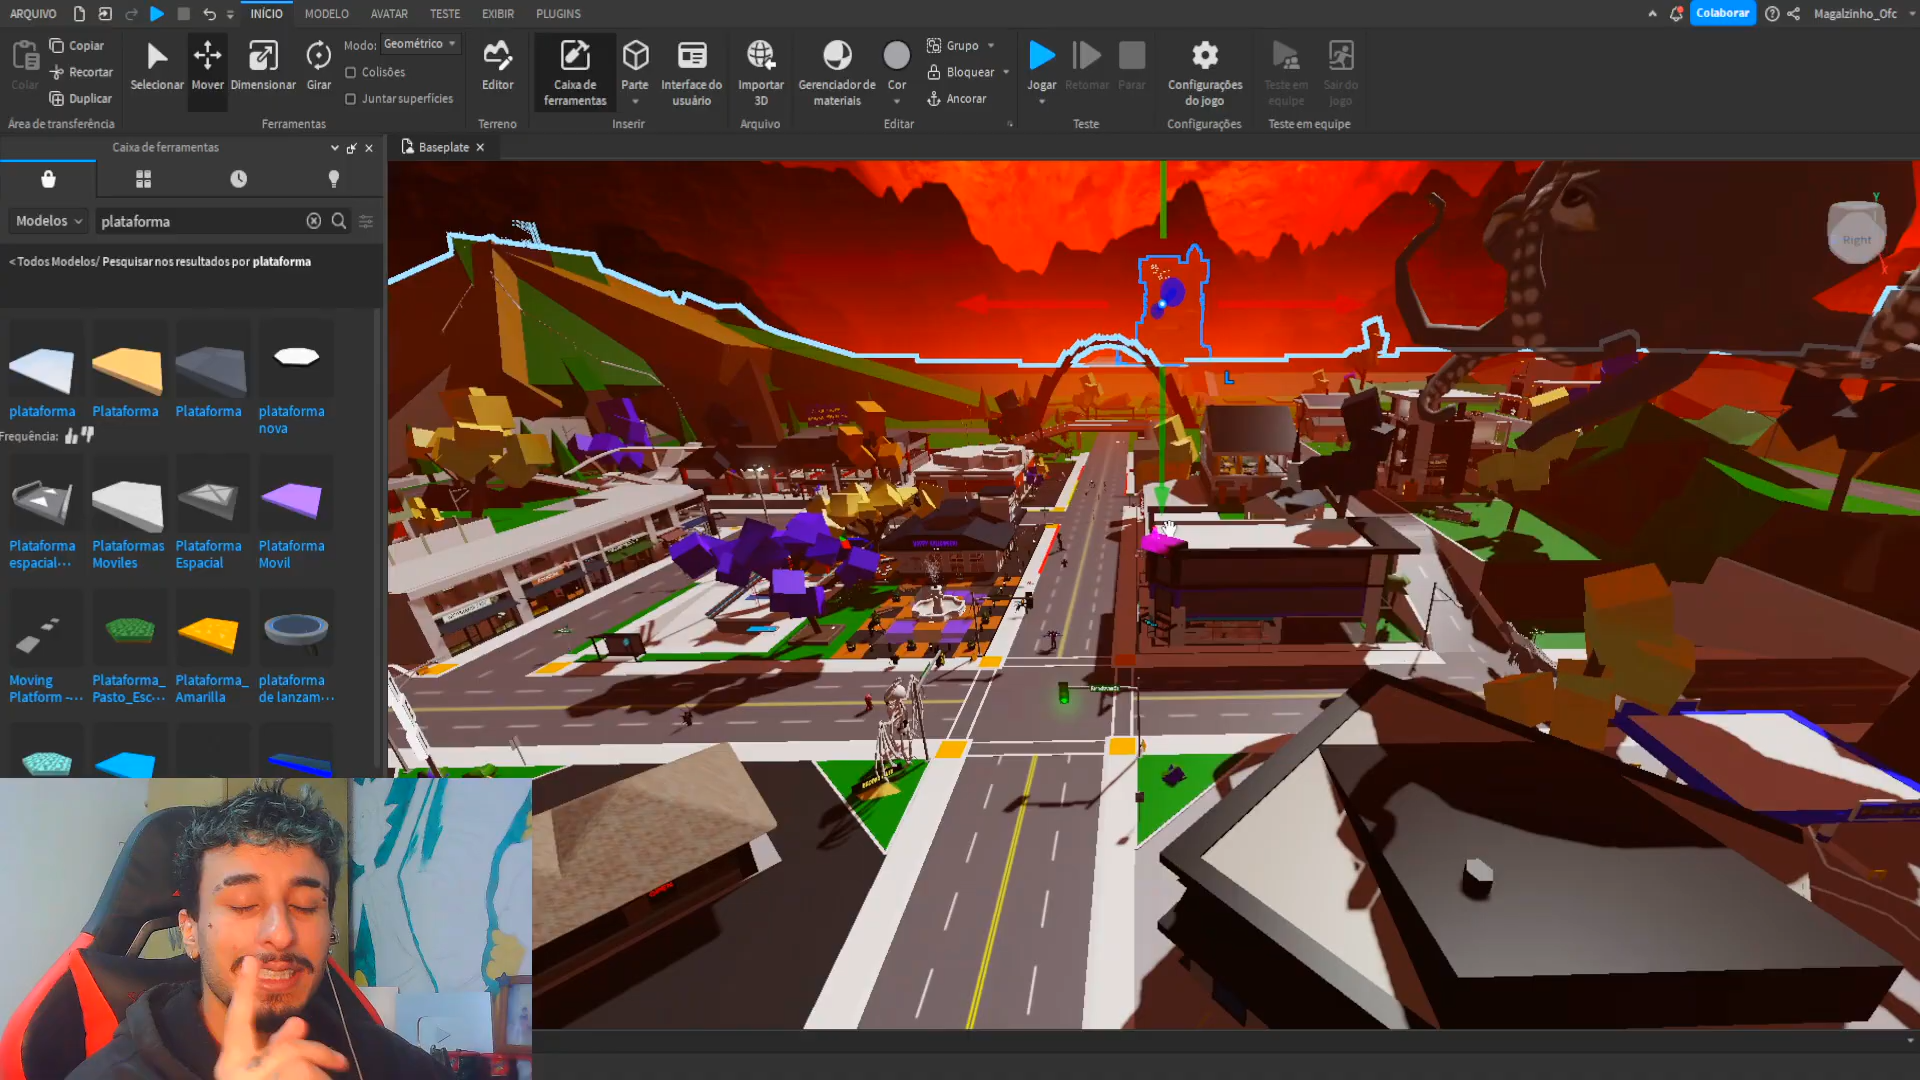 ARQUIVO
INÍCIO
MODELO
AVATAR
TESTE
EXIBIR
PLUGINS
Colaborar
Magalzinho_Ofc
Colar
Copiar
Recortar
Duplicar
Selecionar
Mover
Dimensionar
Girar
Modo: Geométrico
Colisões
Juntar superfícies
Editor
Caixa de
ferramentas
Parte
Interface do
usuário
Importar
3D
Gerenciador de
materiais
Cor
Grupo
Bloquear
Ancorar
Jogar
Retomar
Parar
Configurações
do jogo
Teste em
equipe
Sair do
jogo
Área de transferência
Ferramentas
Terreno
Inserir
Arquivo
Editar
Teste
Configurações
Teste em equipe
Caixa de ferramentas
Baseplate
Modelos
plataforma
< Todos Modelos/ Pesquisar nos resultados por plataforma
plataforma
Plataforma
Plataforma
plataforma
nova
Frequência:
Plataforma
espacial...
Plataformas
Moviles
Plataforma
Espacial
Plataforma
Movil
Moving
Platform -...
Plataforma_
Pasto_Esc...
Plataforma_
Amarilla
plataforma
de lanzam...
Right
Y
X
L
OPEN